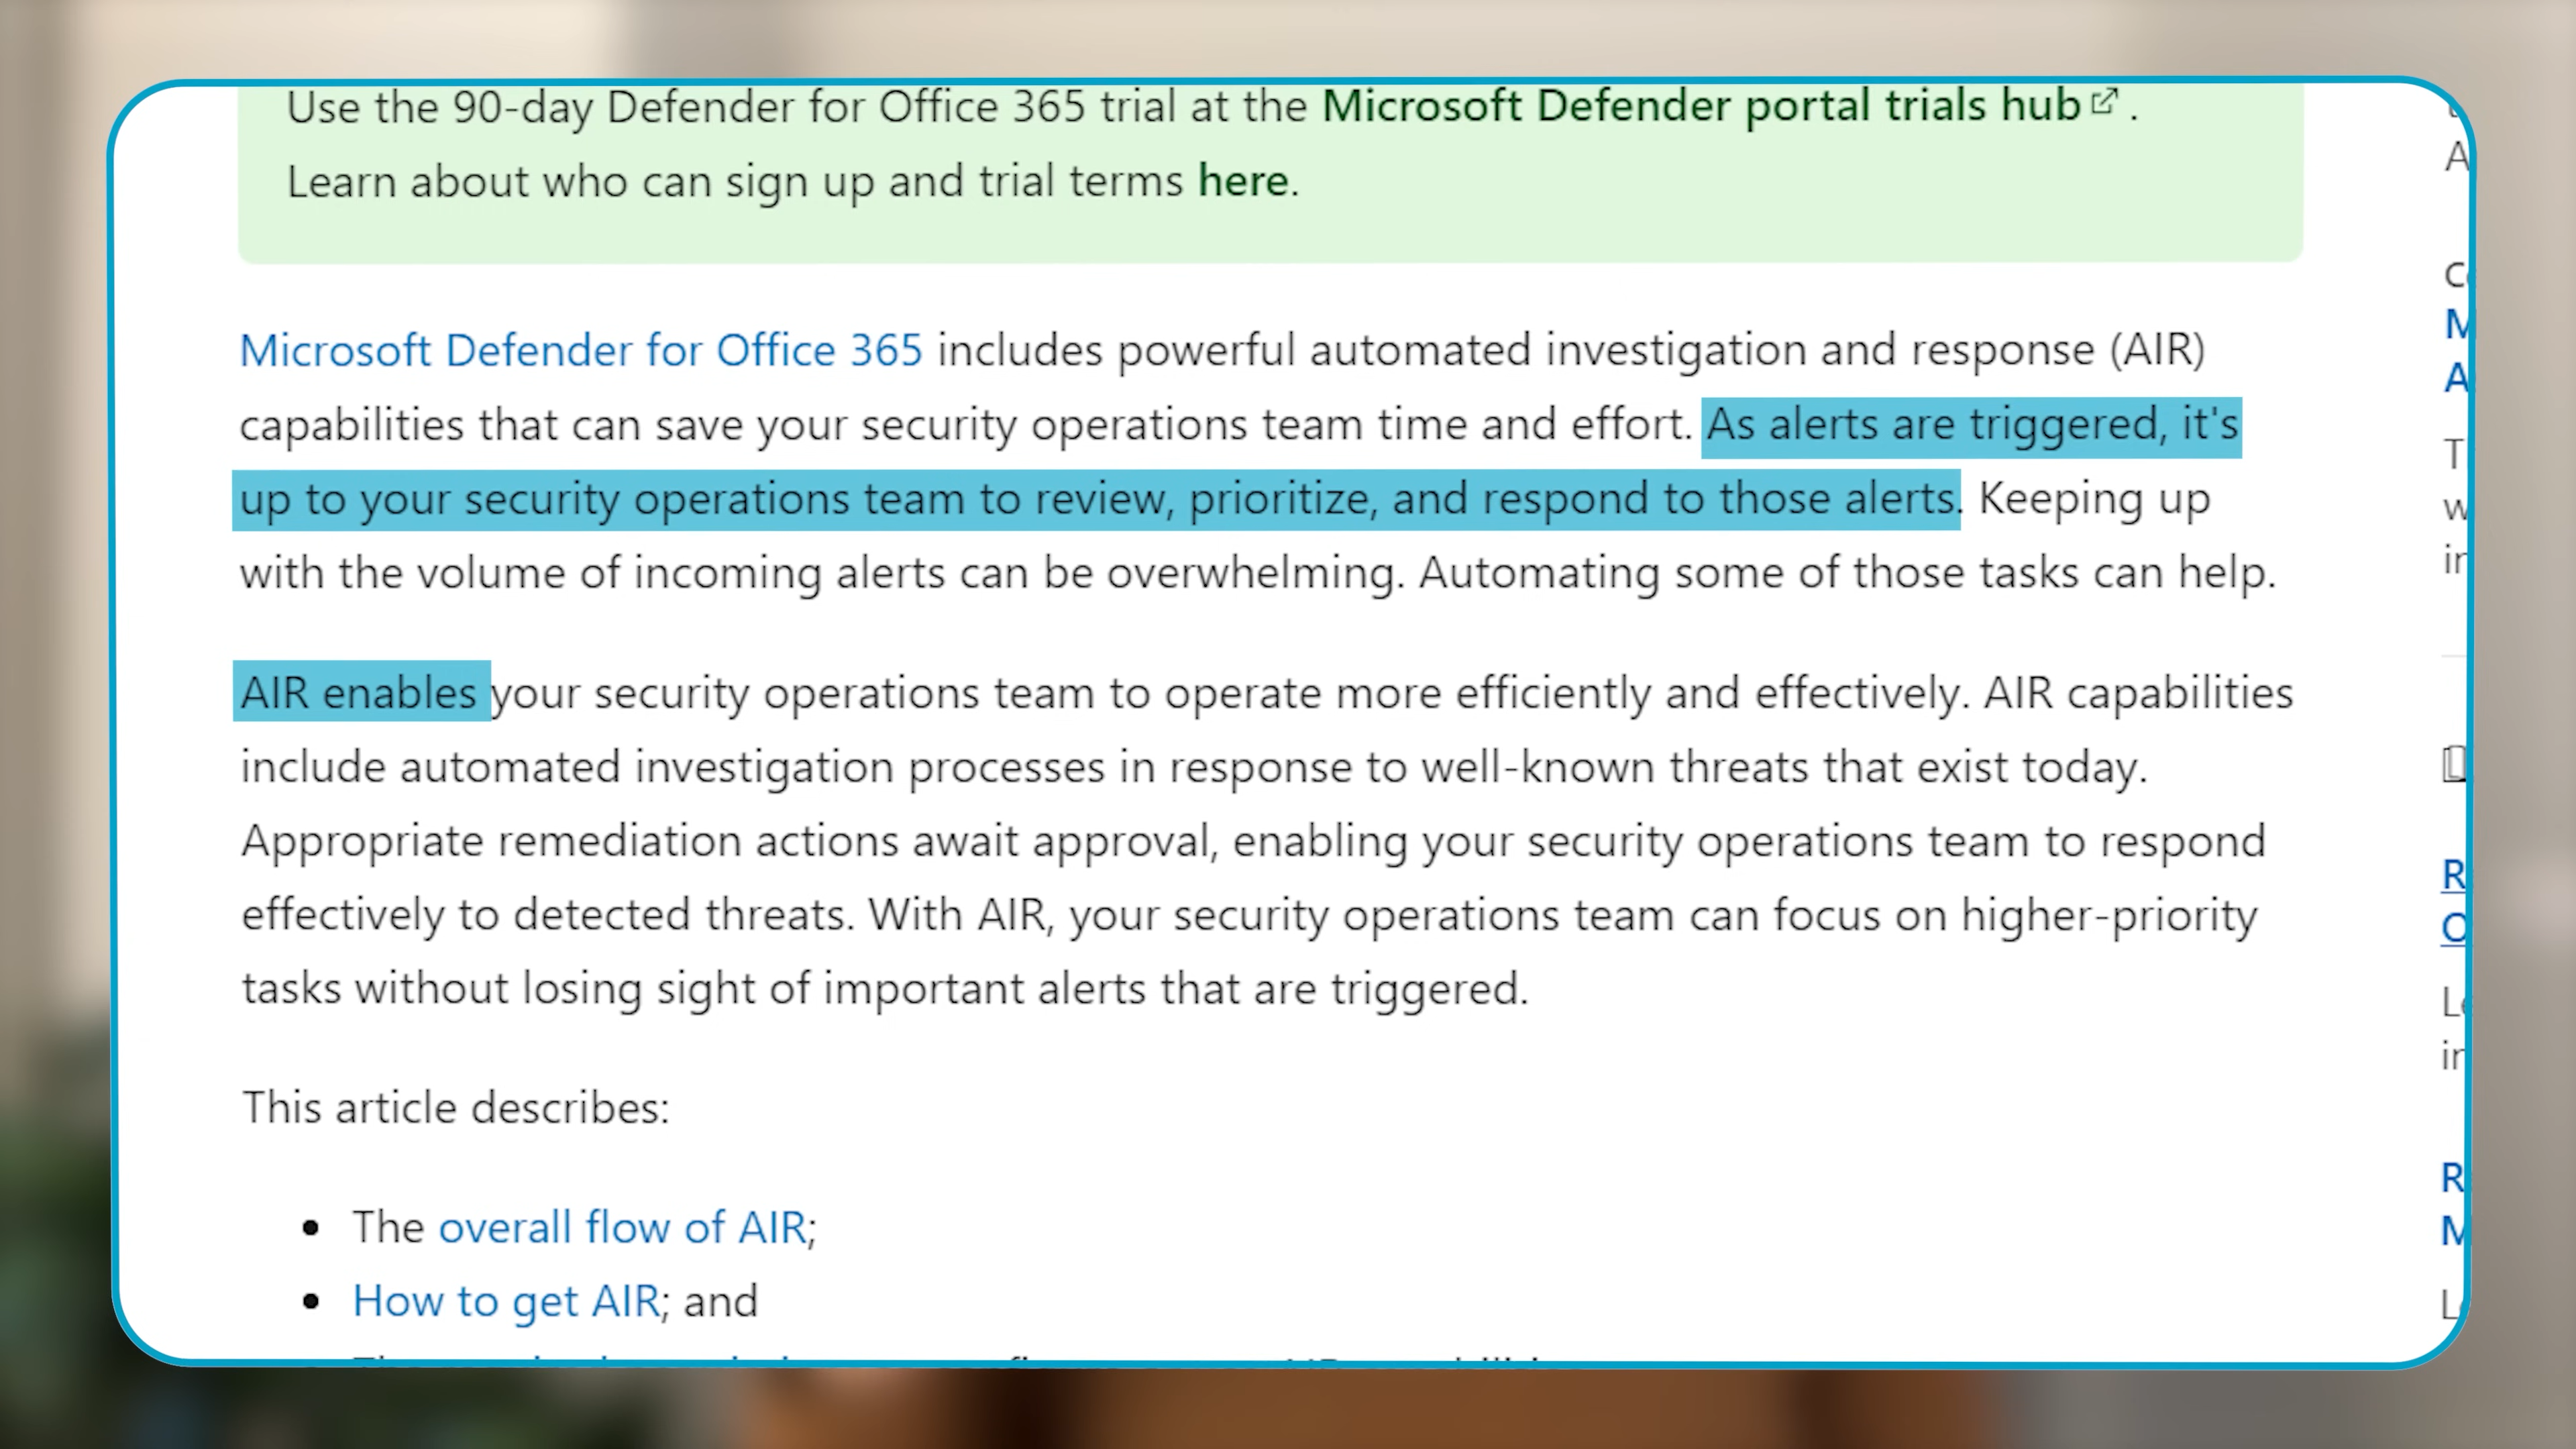 Use the 90-day Defender for Office 365 trial at the Microsoft Defender portal trials hub.
Learn about who can sign up and trial terms here.
Microsoft Defender for Office 365 includes powerful automated investigation and response (AIR)
capabilities that can save your security operations team time and effort. As alerts are triggered, it's
up to your security operations team to review, prioritize, and respond to those alerts. Keeping up
with the volume of incoming alerts can be overwhelming. Automating some of those tasks can help.
AIR enables your security operations team to operate more efficiently and effectively. AIR capabilities
include automated investigation processes in response to well-known threats that exist today.
Appropriate remediation actions await approval, enabling your security operations team to respond
effectively to detected threats. With AIR, your security operations team can focus on higher-priority
tasks without losing sight of important alerts that are triggered.
This article describes:
• The overall flow of AIR;
• How to get AIR; and